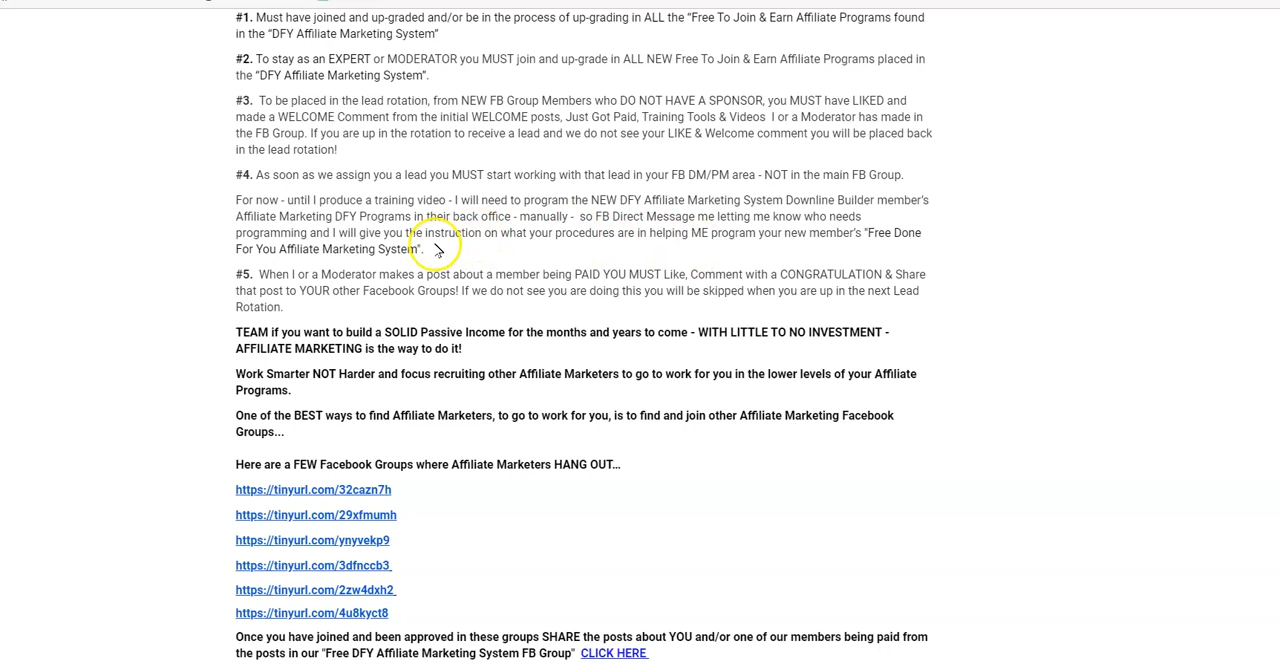 #1. Must have joined and up-graded and/or be in the process of up-grading in ALL the “Free To Join & Earn Affiliate Programs found
in the “DFY Affiliate Marketing System”
#2. To stay as an EXPERT or MODERATOR you MUST join and up-grade in ALL NEW Free To Join & Earn Affiliate Programs placed in
the “DFY Affiliate Marketing System”.
#3. To be placed in the lead rotation, from NEW FB Group Members who DO NOT HAVE A SPONSOR, you MUST have LIKED and
made a WELCOME Comment from the initial WELCOME posts, Just Got Paid, Training Tools & Videos I or a Moderator has made in
the FB Group. If you are up in the rotation to receive a lead and we do not see your LIKE & Welcome comment you will be placed back
in the lead rotation!
#4. As soon as we assign you a lead you MUST start working with that lead in your FB DM/PM area - NOT in the main FB Group.
For now - until I produce a training video - I will need to program the NEW DFY Affiliate Marketing System Downline Builder member's
Affiliate Marketing DFY Programs in their back office - manually - so FB Direct Message me letting me know who needs
programming and I will give you the instruction on what your procedures are in helping ME program your new member's "Free Done
For You Affiliate Marketing System".
#5. When I or a Moderator makes a post about a member being PAID YOU MUST Like, Comment with a CONGRATULATION & Share
that post to YOUR other Facebook Groups! If we do not see you are doing this you will be skipped when you are up in the next Lead
Rotation.
TEAM if you want to build a SOLID Passive Income for the months and years to come - WITH LITTLE TO NO INVESTMENT -
AFFILIATE MARKETING is the way to do it!
Work Smarter NOT Harder and focus recruiting other Affiliate Marketers to go to work for you in the lower levels of your Affiliate
Programs.
One of the BEST ways to find Affiliate Marketers, to go to work for you, is to find and join other Affiliate Marketing Facebook
Groups...
Here are a FEW Facebook Groups where Affiliate Marketers HANG OUT...
https://tinyurl.com/32cazn7h
https://tinyurl.com/29xfmumh
https://tinyurl.com/ynyvekp9
https://tinyurl.com/3dfnccb3
https://tinyurl.com/2zw4dxh2
https://tinyurl.com/4u8kyct8
Once you have joined and been approved in these groups SHARE the posts about YOU and/or one of our members being paid from
the posts in our "Free DFY Affiliate Marketing System FB Group" CLICK HERE